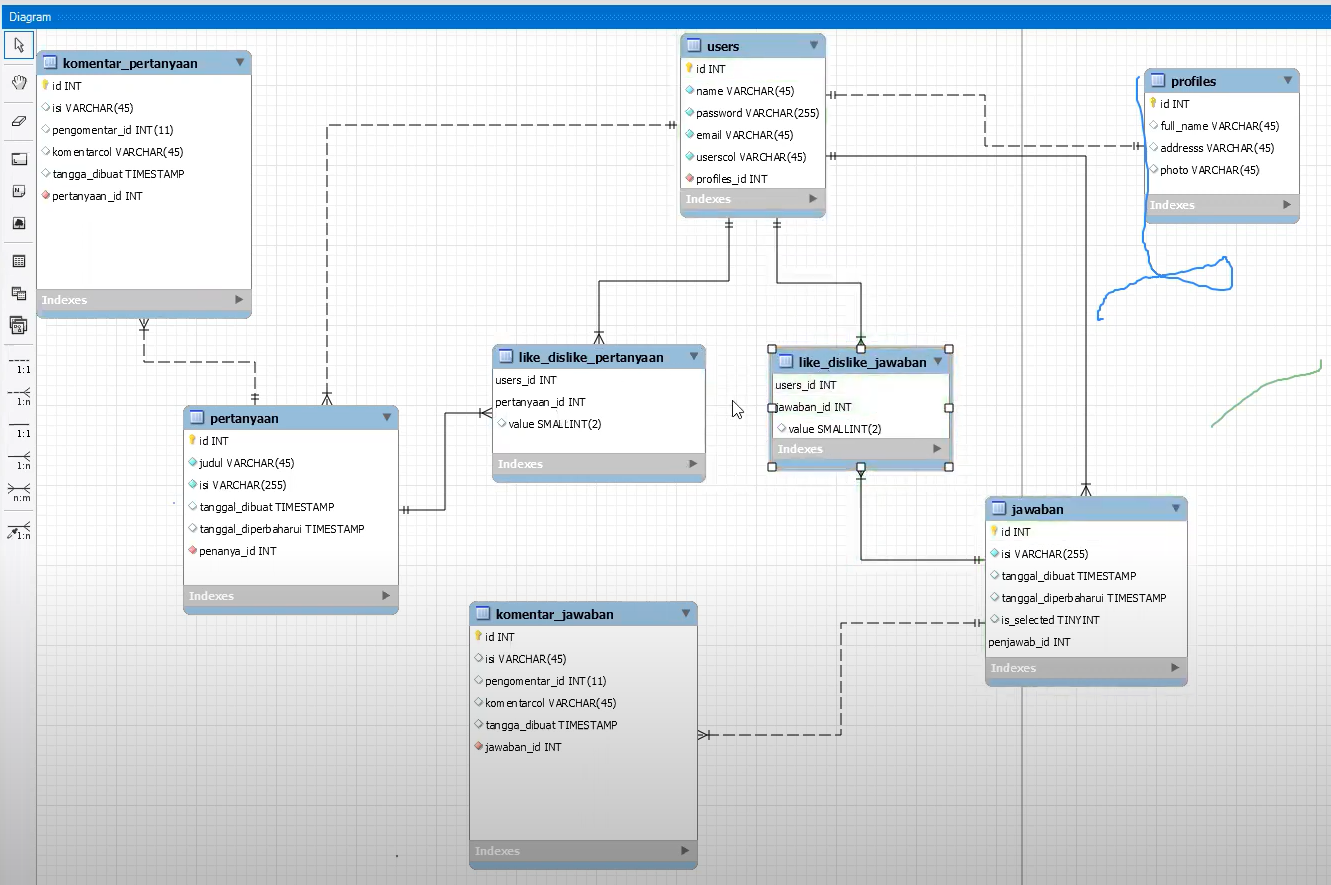 Diagram
komentar_pertanyaan
id INT
isi VARCHAR(45)
pengomentar_id INT(11)
komentarcol VARCHAR(45)
tangga_dibuat TIMESTAMP
pertanyaan_id INT
Indexes
users
id INT
name VARCHAR(45)
password VARCHAR(255)
email VARCHAR(45)
userscol VARCHAR(45)
profiles_id INT
Indexes
profiles
id INT
full_name VARCHAR(45)
addresss VARCHAR(45)
photo VARCHAR(45)
Indexes
1:1
1:n
1:1
1:n
n:m
1:n
like_dislike_pertanyaan
users_id INT
pertanyaan_id INT
value SMALLINT(2)
Indexes
like_dislike_jawaban
users_id INT
jawaban_id INT
value SMALLINT(2)
Indexes
pertanyaan
id INT
judul VARCHAR(45)
isi VARCHAR(255)
tanggal_dibuat TIMESTAMP
tanggal_diperbaharui TIMESTAMP
penanya_id INT
Indexes
jawaban
id INT
isi VARCHAR(255)
tanggal_dibuat TIMESTAMP
tanggal_diperbaharui TIMESTAMP
is_selected TINYINT
penjawab_id INT
Indexes
komentar_jawaban
id INT
isi VARCHAR(45)
pengomentar_id INT(11)
komentarcol VARCHAR(45)
tangga_dibuat TIMESTAMP
jawaban_id INT
Indexes